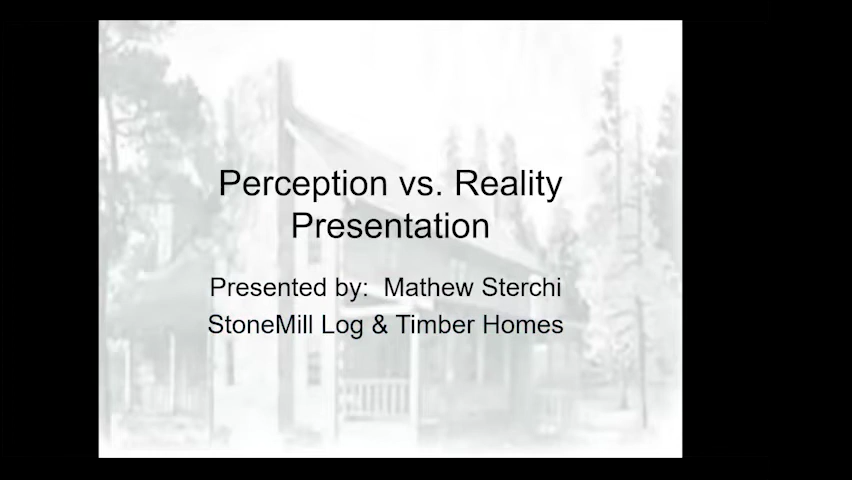 Perception vs. Reality
Presentation
Presented by:  Mathew Sterchi
StoneMill Log & Timber Homes